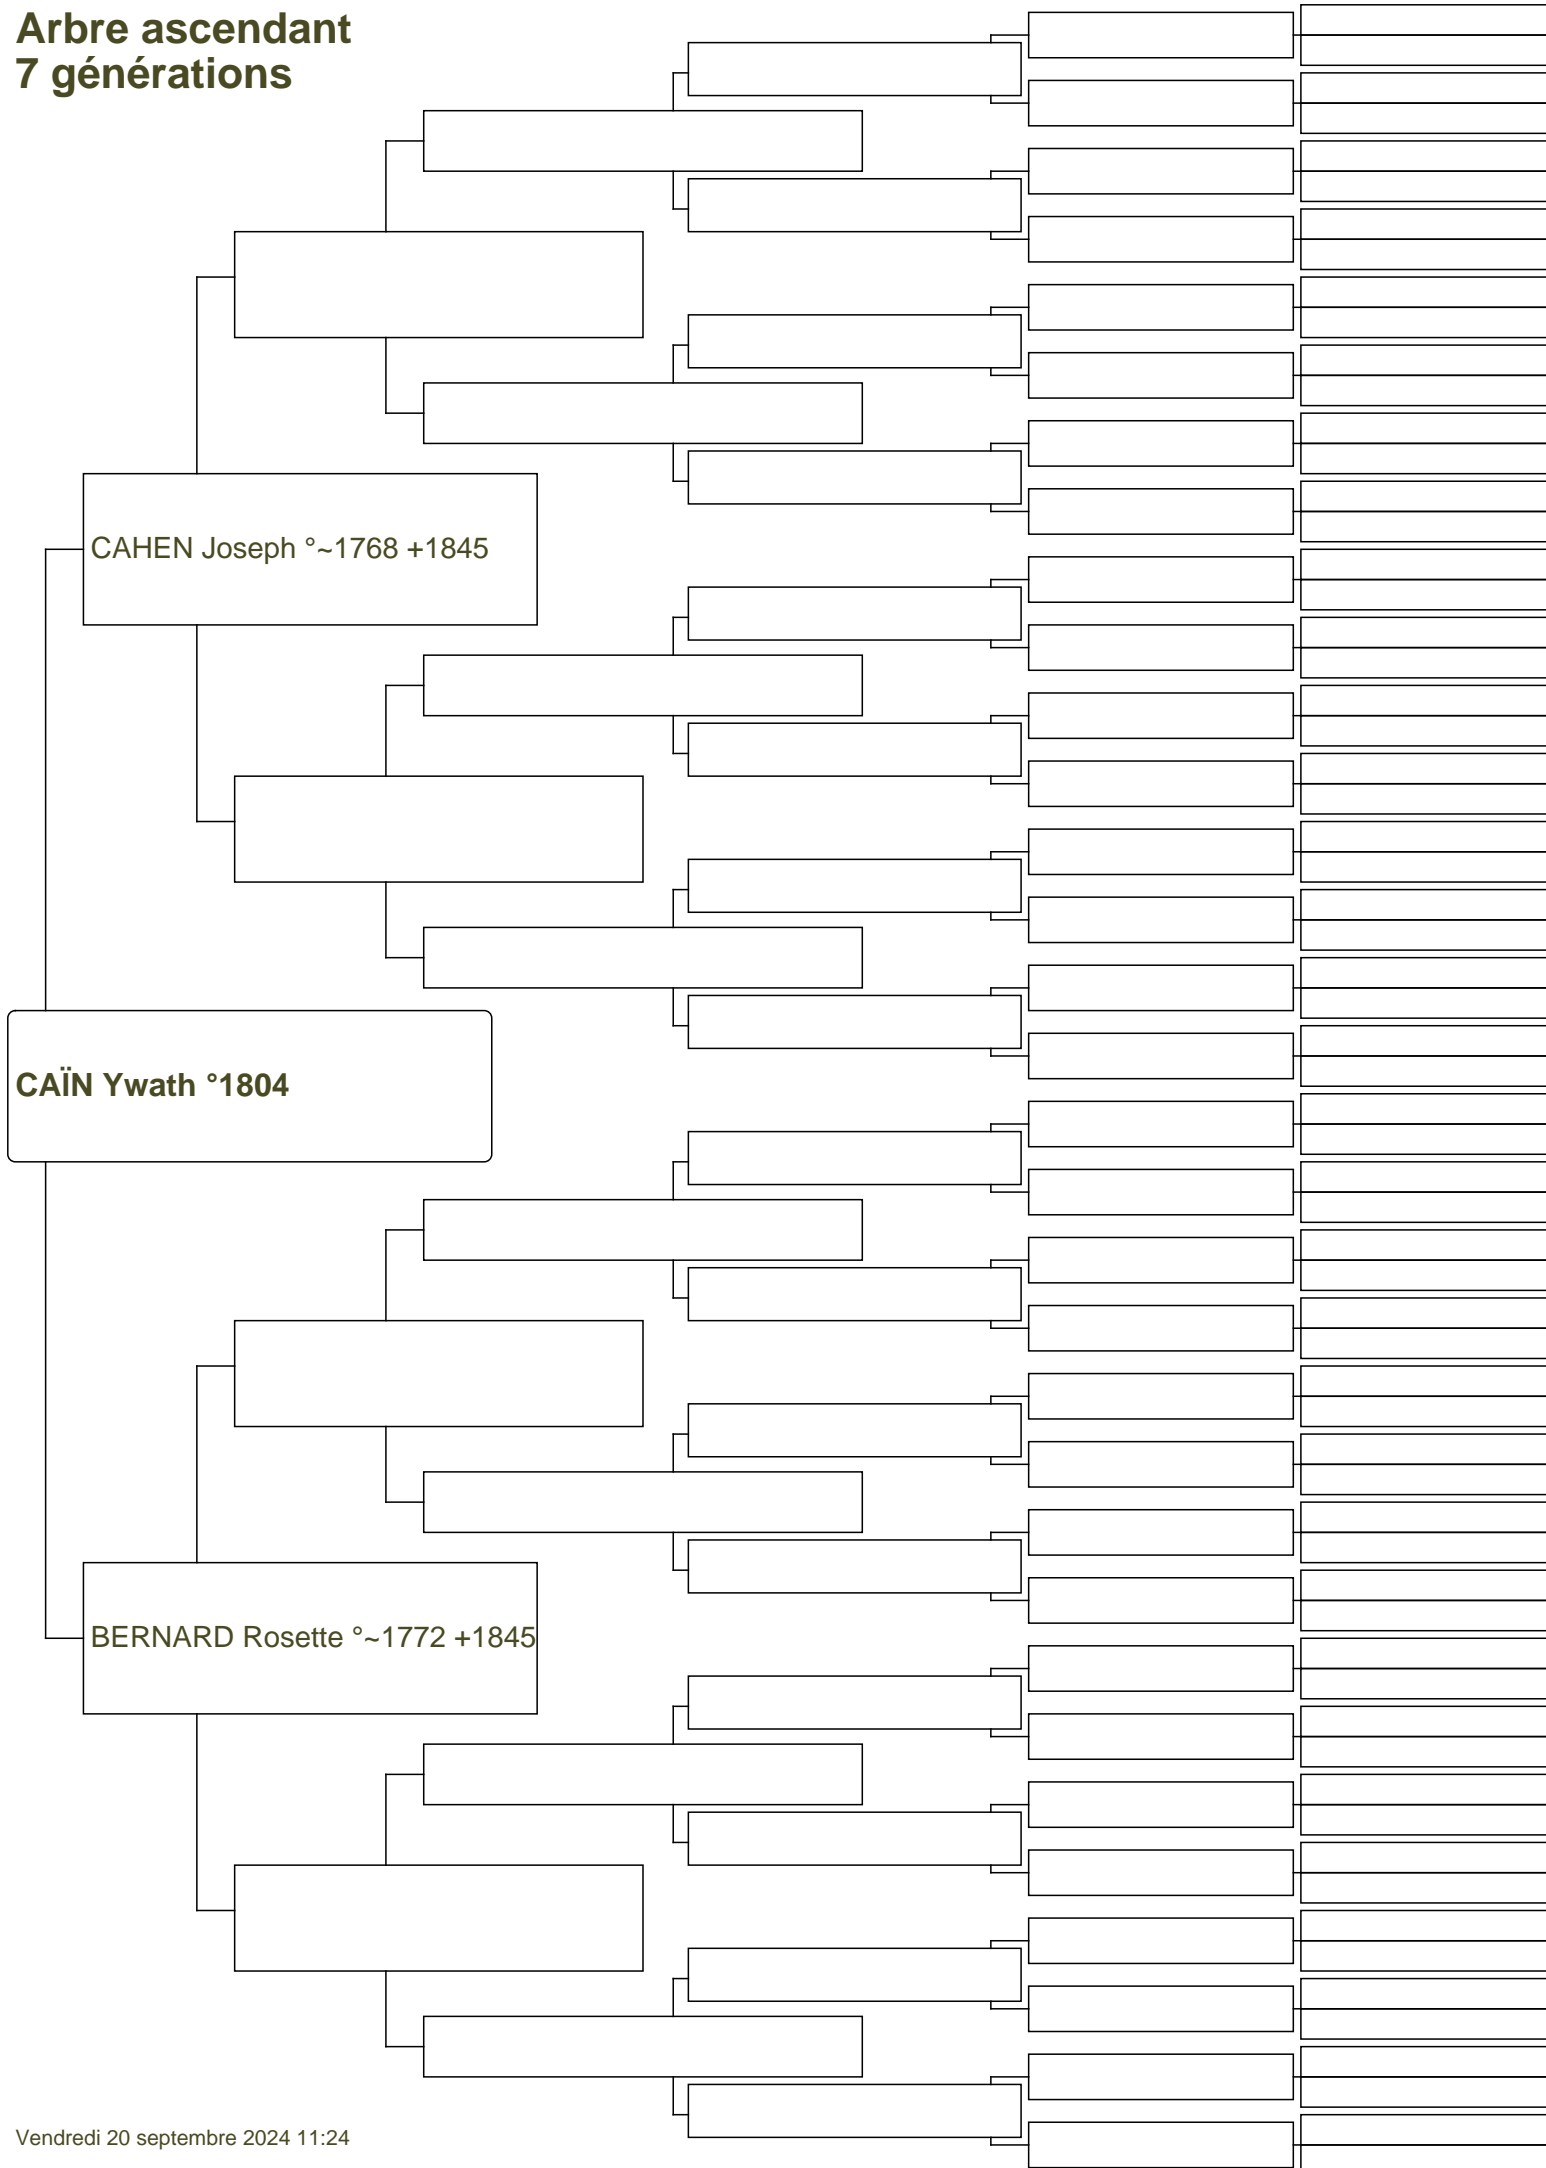 Arbre ascendant
7 générations
CAHEN Joseph °~1768 +1845
CAÏN Ywath °1804
BERNARD Rosette °~1772 +1845
Vendredi 20 septembre 2024 11:24